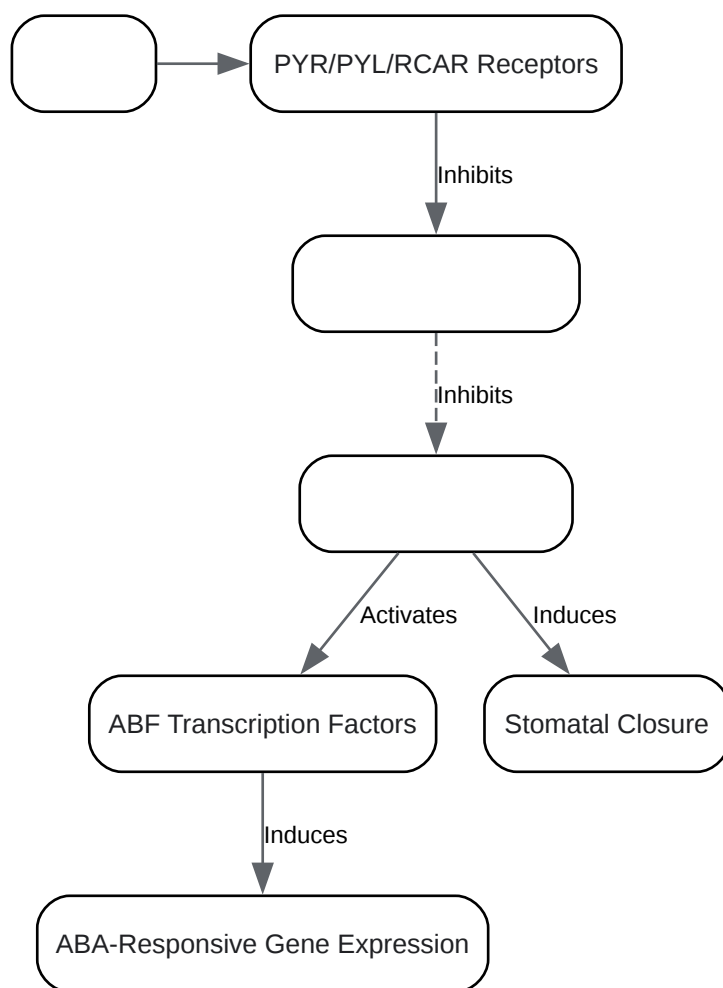 PYR/PYL/RCAR Receptors
Inhibits
Inhibits
Activates
Induces
ABF Transcription Factors
Stomatal Closure
Induces
ABA-Responsive Gene Expression